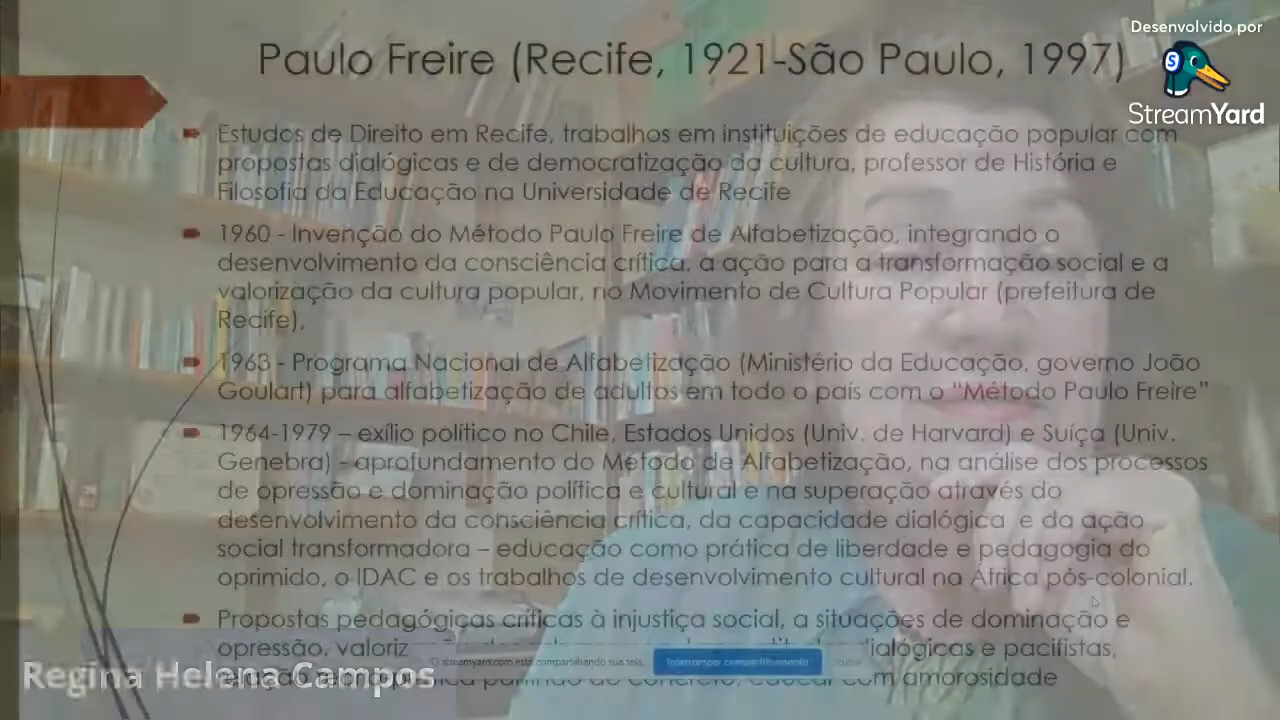 Desenvolvido por
StreamYard
Paulo Freire (Recife, 1921-São Paulo, 1997)
Estudos de Direito em Recife, trabalhos em instituições de educação popular com
propostas dialógicas e de democratização da cultura, professor de História e
Filosofia da Educação na Universidade de Recife
1960 - Invenção do Método Paulo Freire de Alfabetização, integrando o
desenvolvimento da consciência crítica, a ação para a transformação social e a
valorização da cultura popular, no Movimento de Cultura Popular (prefeitura de
Recife),
1963 - Programa Nacional de Alfabetização (Ministério da Educação, governo João
Goulart) para alfabetização de adultos em todo o país com o "Método Paulo Freire"
1964-1979 – exílio político no Chile, Estados Unidos (Univ. de Harvard) e Suíça (Univ.
Genebra) - aprofundamento do Método de Alfabetização, na análise dos processos
de opressão e dominação política e cultural e na superação através do
desenvolvimento da consciência crítica, da capacidade dialógica e da ação
social transformadora – educação como prática de liberdade e pedagogia do
oprimido, o IDAC e os trabalhos de desenvolvimento cultural na África pós-colonial.
Propostas pedagógicas críticas à injustiça social, a situações de dominação e
opressão, valoriz dialógicas e pacifistas,
educar com amorosidade
O streamyard.com está compartilhando sua tela. Interromper compartilhamento Ocultar
Regina Helena Campos